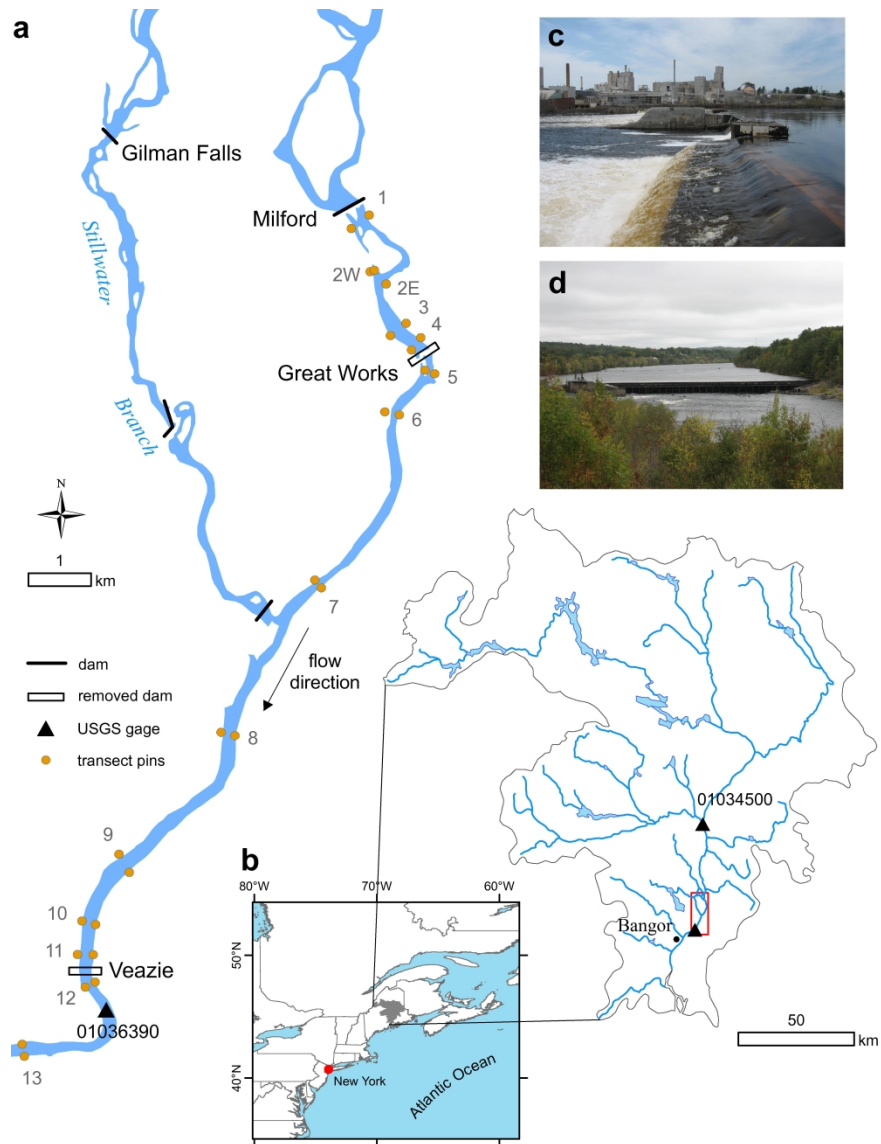 a
Gilman Falls
Milford
1
2W
2E
3
4
Great Works
5
6
Stillwater
Branch
N
1
km
7
dam
removed dam
USGS gage
transect pins
flow
direction
8
9
10
11
Veazie
12
01036390
13
b
80°W
70°W
60°W
50°N
40°N
New York
Atlantic Ocean
c
d
01034500
Bangor
50
km